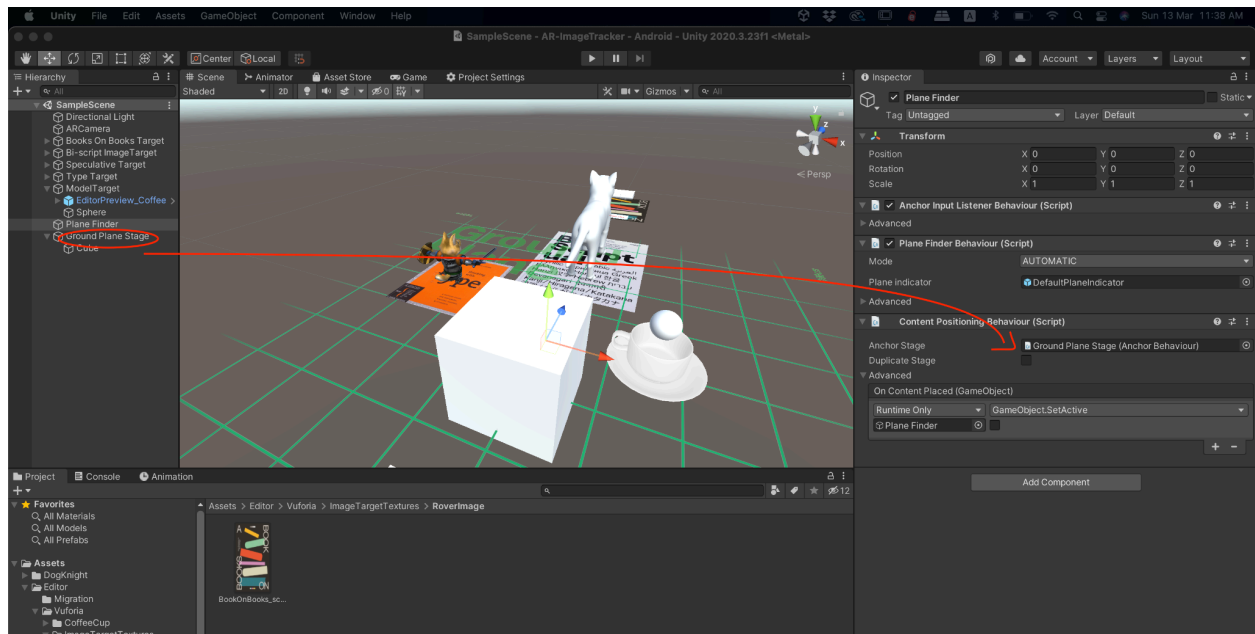 Unity File Edit Assets GameObject Component Window Help
Sun 13 Mar 11:38 AM
SampleScene - AR-ImageTracker - Android - Unity 2020.3.23f1 <Metal>
Center Local
Account Layers Layout
Hierarchy
All
SampleScene
Directional Light
ARCamera
Books On Books Target
Bi-script ImageTarget
Speculative Target
Type Target
ModelTarget
EditorPreview_Coffee
Sphere
Plane Finder
Ground Plane Stage
Cube
Scene Animator Asset Store Game Project Settings
Shaded 2D 0 Gizmos All
y
z
x
Persp
Inspector
Plane Finder Static
Tag Untagged Layer Default
Transform
Position X 0 Y 0 Z 0
Rotation X 0 Y 0 Z 0
Scale X 1 Y 1 Z 1
Anchor Input Listener Behaviour (Script)
Advanced
Plane Finder Behaviour (Script)
Mode AUTOMATIC
Plane indicator DefaultPlaneIndicator
Advanced
Content Positioning Behaviour (Script)
Anchor Stage Ground Plane Stage (Anchor Behaviour)
Duplicate Stage
Advanced
On Content Placed (GameObject)
Runtime Only GameObject.SetActive
Plane Finder
+ -
Add Component
Project Console Animation
12
Favorites
All Materials
All Models
All Prefabs
Assets
DogKnight
Editor
Migration
Vuforia
CoffeeCup
ImageTargetTextures
Assets > Editor > Vuforia > ImageTargetTextures > RoverImage
BookOnBooks_sc...